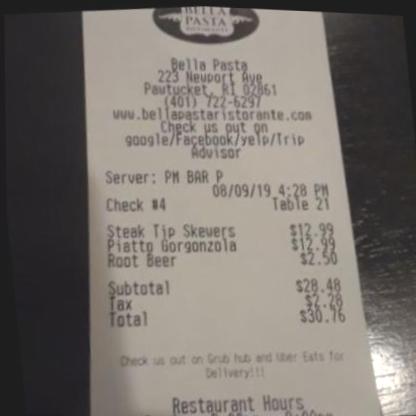 BELLA
PASTA
RISTORANTE
Bella Pasta
223 Newport Ave
Pawtucket, RI 02861
(401) 722-6297
www.bellapastaristorante.com
Check us out on
google/Facebook/yelp/Trip
Advisor
Server: PM BAR P
08/09/19 4:28 PM
Check #4 Table 21
Steak Tip Skewers $12.99
Piatto Gorgonzola $12.99
Root Beer $2.50
Subtotal $28.48
Tax $2.28
Total $30.76
Check us out on Grub hub and Uber Eats for
Delivery!!!
Restaurant Hours